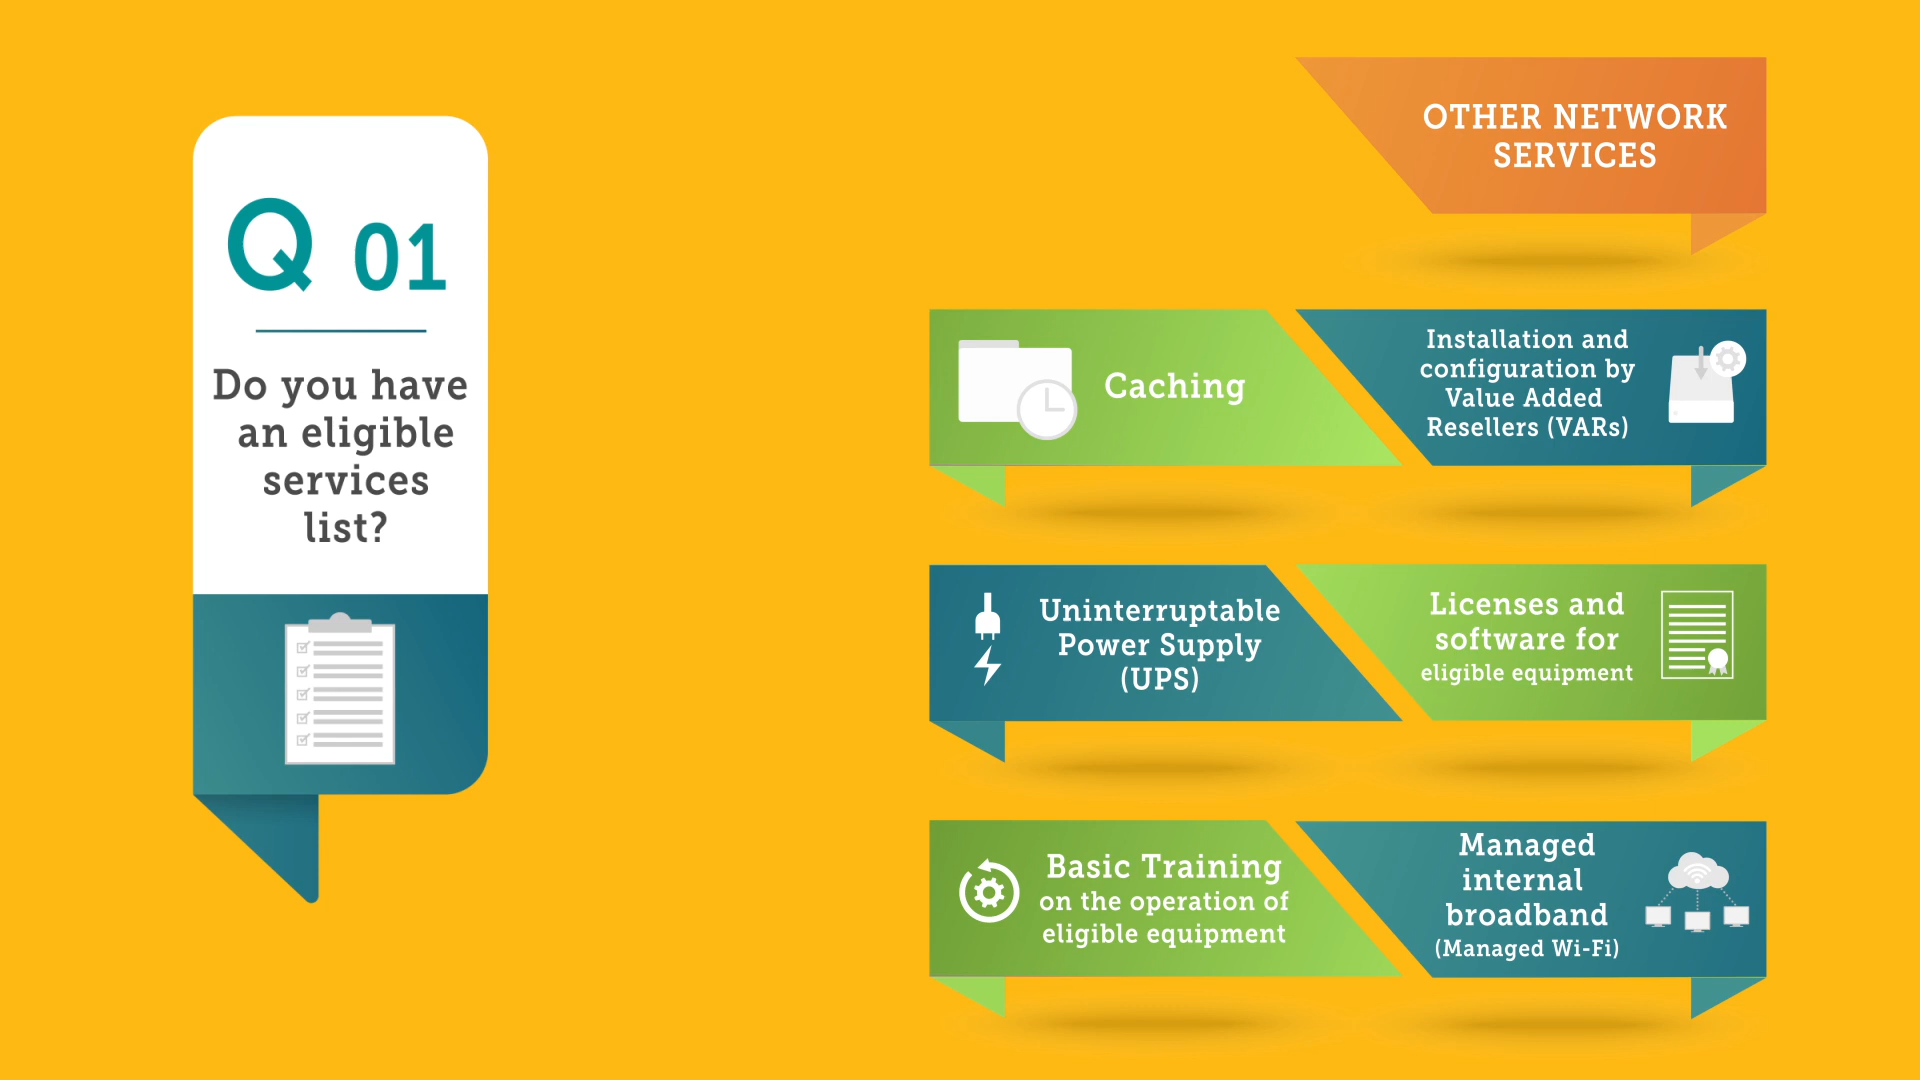 Q 01
Do you have
an eligible
services
list?
OTHER NETWORK
SERVICES
Caching
Installation and
configuration by
Value Added
Resellers (VARs)
Uninterruptable
Power Supply
(UPS)
Licenses and
software for
eligible equipment
Basic Training
on the operation of
eligible equipment
Managed
internal
broadband
(Managed Wi-Fi)